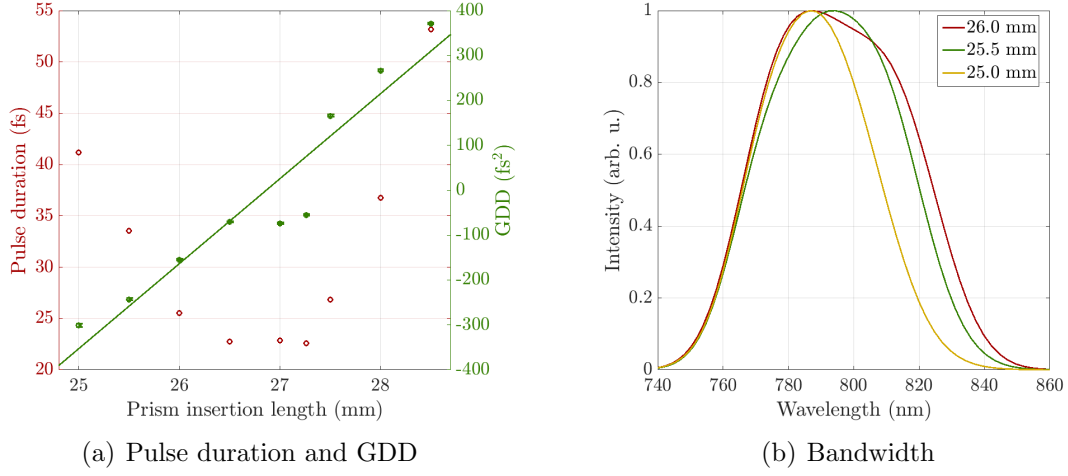 55
50
45
40
35
30
25
20
Pulse duration (fs)
400
300
200
100
0
-100
-200
-300
-400
GDD (fs²)
25 26 27 28
Prism insertion length (mm)
(a) Pulse duration and GDD
1
0.8
0.6
0.4
0.2
0
Intensity (arb. u.)
26.0 mm
25.5 mm
25.0 mm
740 760 780 800 820 840 860
Wavelength (nm)
(b) Bandwidth